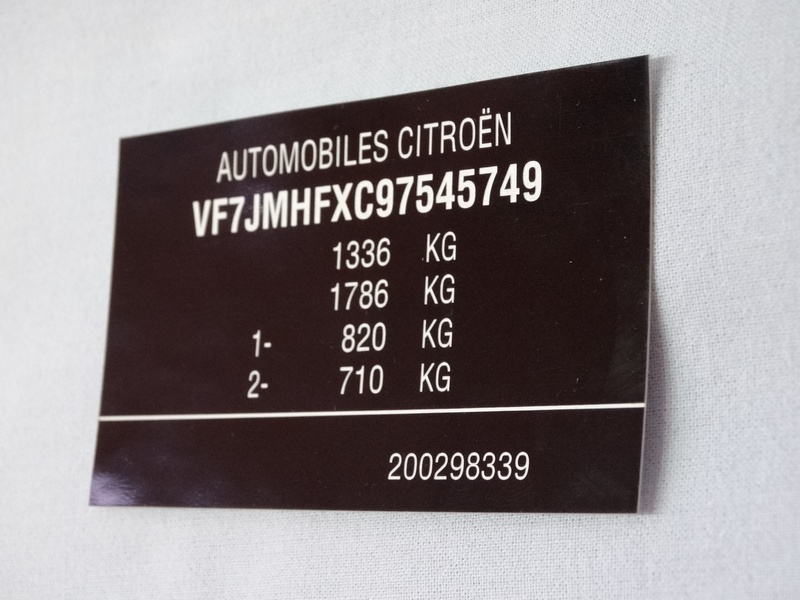 AUTOMOBILES CITROËN
VF7JMHFXC97545749
1336 KG
1786 KG
1- 820 KG
2- 710 KG
200298339